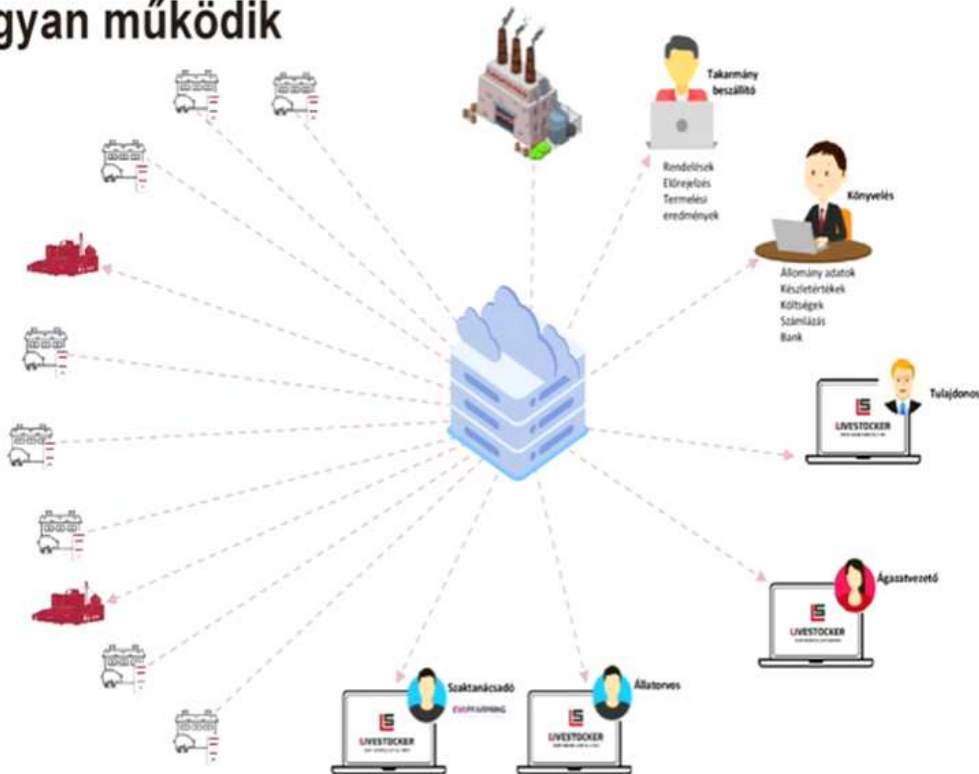 gyan működik
Takarmány
beszállító
Rendelések
Előrejelzés
Termelési
eredmények
Könyvelés
Állomány adatok
Készletértékek
Költségek
Számlázás
Bank
Tulajdonos
LIVESTOCKER
Ágazatvezető
LIVESTOCKER
Szaktanácsadó
LIVESTOCKER
Állatorvos
LIVESTOCKER